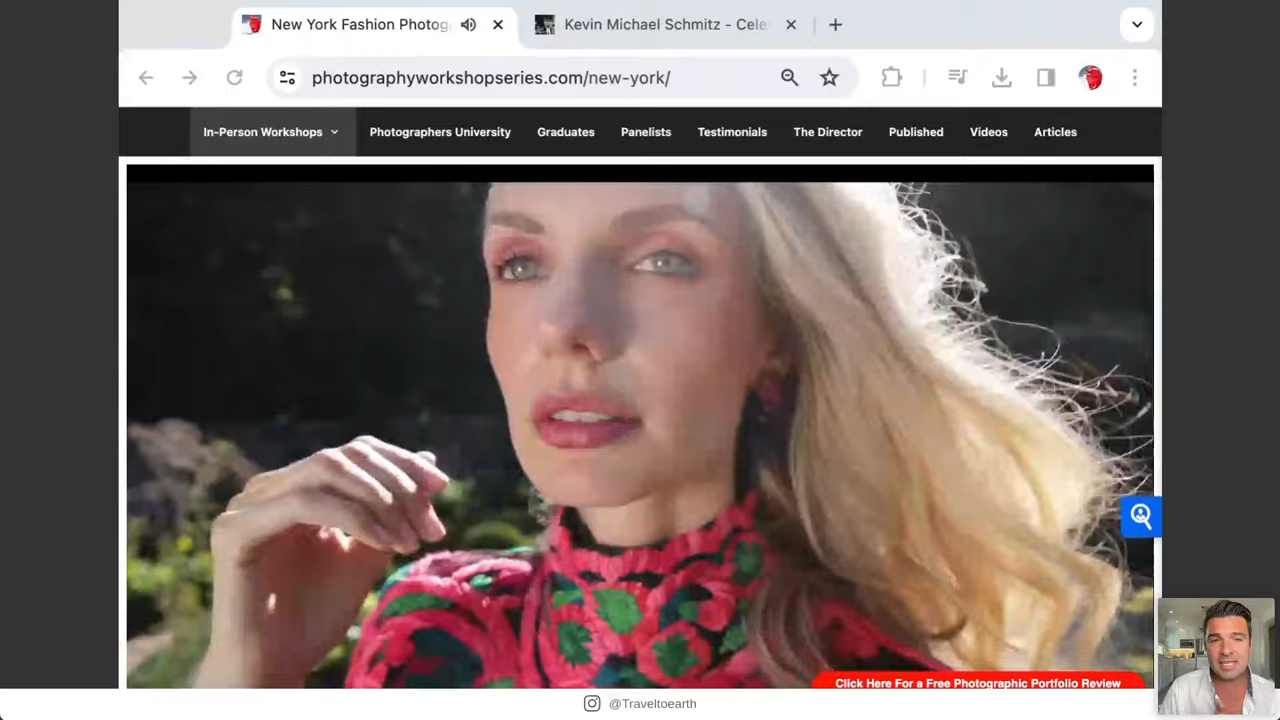 New York Fashion Photog
Kevin Michael Schmitz - Cele
photographyworkshopseries.com/new-york/
In-Person Workshops
Photographers University
Graduates
Panelists
Testimonials
The Director
Published
Videos
Articles
Click Here For a Free Photographic Portfolio Review
@Traveltoearth